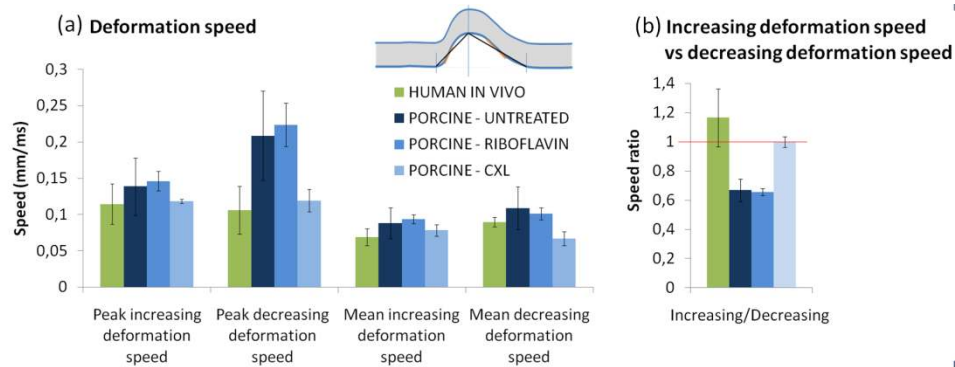 (a) Deformation speed
0,3
0,25
0,2
0,15
0,1
0,05
0
Speed (mm/ms)
HUMAN IN VIVO
PORCINE - UNTREATED
PORCINE - RIBOFLAVIN
PORCINE - CXL
Peak increasing
deformation
speed
Peak decreasing
deformation
speed
Mean increasing
deformation
speed
Mean decreasing
deformation
speed
(b) Increasing deformation speed
vs decreasing deformation speed
1,4
1,2
1
0,8
0,6
0,4
0,2
0
Speed ratio
Increasing/Decreasing